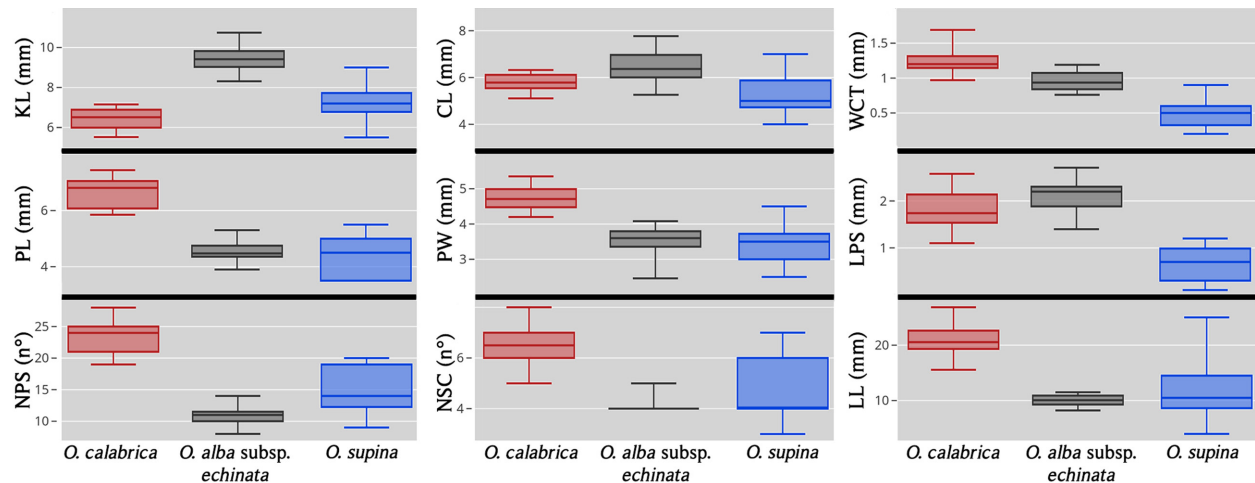 KL (mm)
10
8
6
CL (mm)
8
6
4
WCT (mm)
1.5
1
0.5
PL (mm)
6
4
PW (mm)
5
4
3
LPS (mm)
2
1
NPS (n°)
25
20
15
10
NSC (n°)
6
4
LL (mm)
20
10
O. calabrica
O. alba subsp.
echinata
O. supina
O. calabrica
O. alba subsp.
echinata
O. supina
O. calabrica
O. alba subsp.
echinata
O. supina